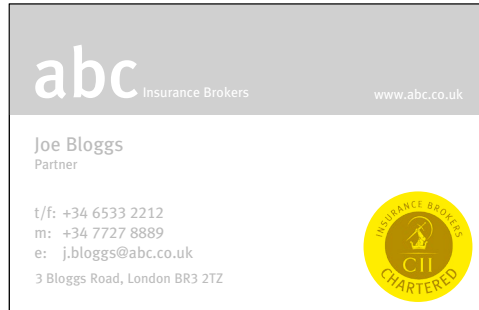 abc Insurance Brokers
www.abc.co.uk
Joe Bloggs
Partner
t/f: +34 6533 2212
m: +34 7727 8889
e: j.bloggs@abc.co.uk
3 Bloggs Road, London BR3 2TZ
INSURANCE BROKERS
CII
CHARTERED